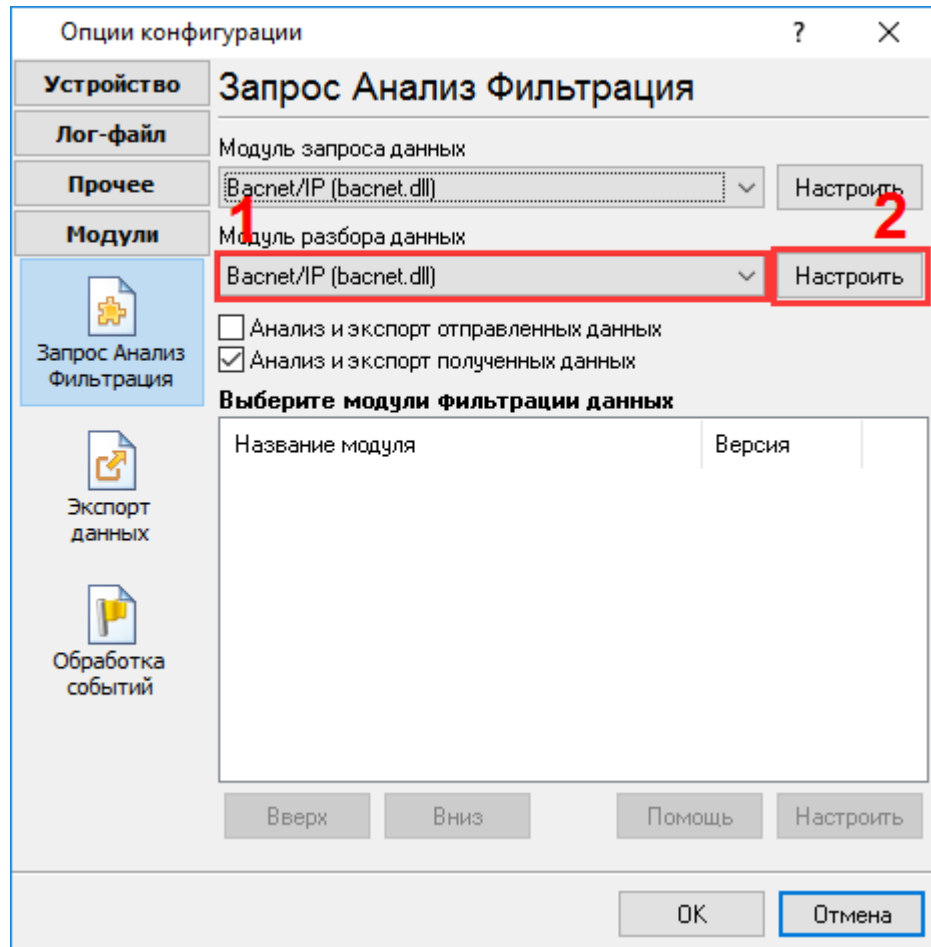 Опции конфигурации
?
Устройство
Лог-файл
Прочее
Модули
Запрос Анализ
Фильтрация
Экспорт
данных
Обработка
событий
Запрос Анализ Фильтрация
Модуль запроса данных
Bacnet/IP (bacnet.dll)
Настроить
1
2
Модуль разбора данных
Bacnet/IP (bacnet.dll)
Настроить
Анализ и экспорт отправленных данных
Анализ и экспорт полученных данных
Выберите модули фильтрации данных
Название модуля
Версия
Вверх
Вниз
Помощь
Настроить
OK
Отмена